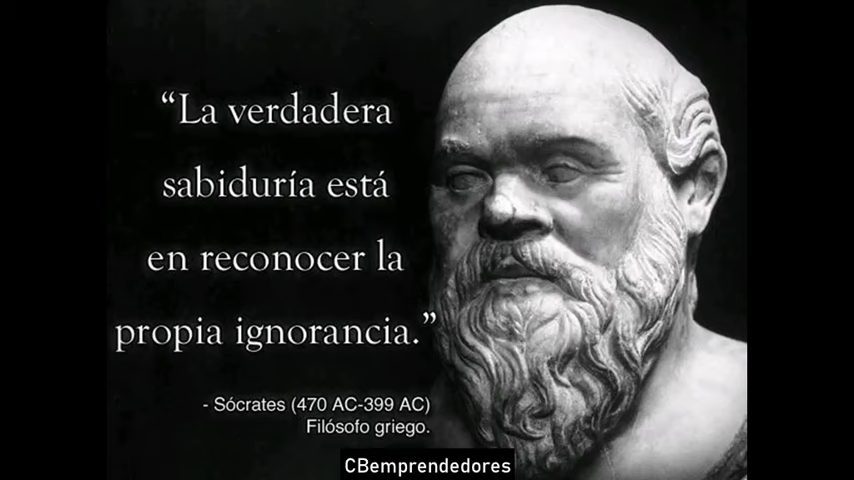 “La verdadera
sabiduría está
en reconocer la
propia ignorancia.”
- Sócrates (470 AC-399 AC)
Filósofo griego.
CBemprendedores